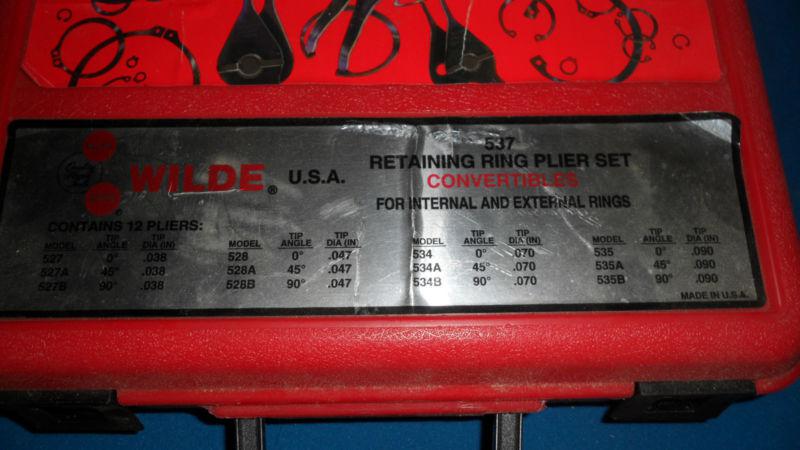 WILDE® U.S.A.
537
RETAINING RING PLIER SET
CONVERTIBLES
FOR INTERNAL AND EXTERNAL RINGS
CONTAINS 12 PLIERS:
MODEL TIP ANGLE TIP DIA (IN) MODEL TIP ANGLE TIP DIA (IN) MODEL TIP ANGLE TIP DIA (IN) MODEL TIP ANGLE TIP DIA (IN)
527 0° .038 528 0° .047 534 0° .070 535 0° .090
527A 45° .038 528A 45° .047 534A 45° .070 535A 45° .090
527B 90° .038 528B 90° .047 534B 90° .070 535B 90° .090
MADE IN U.S.A.